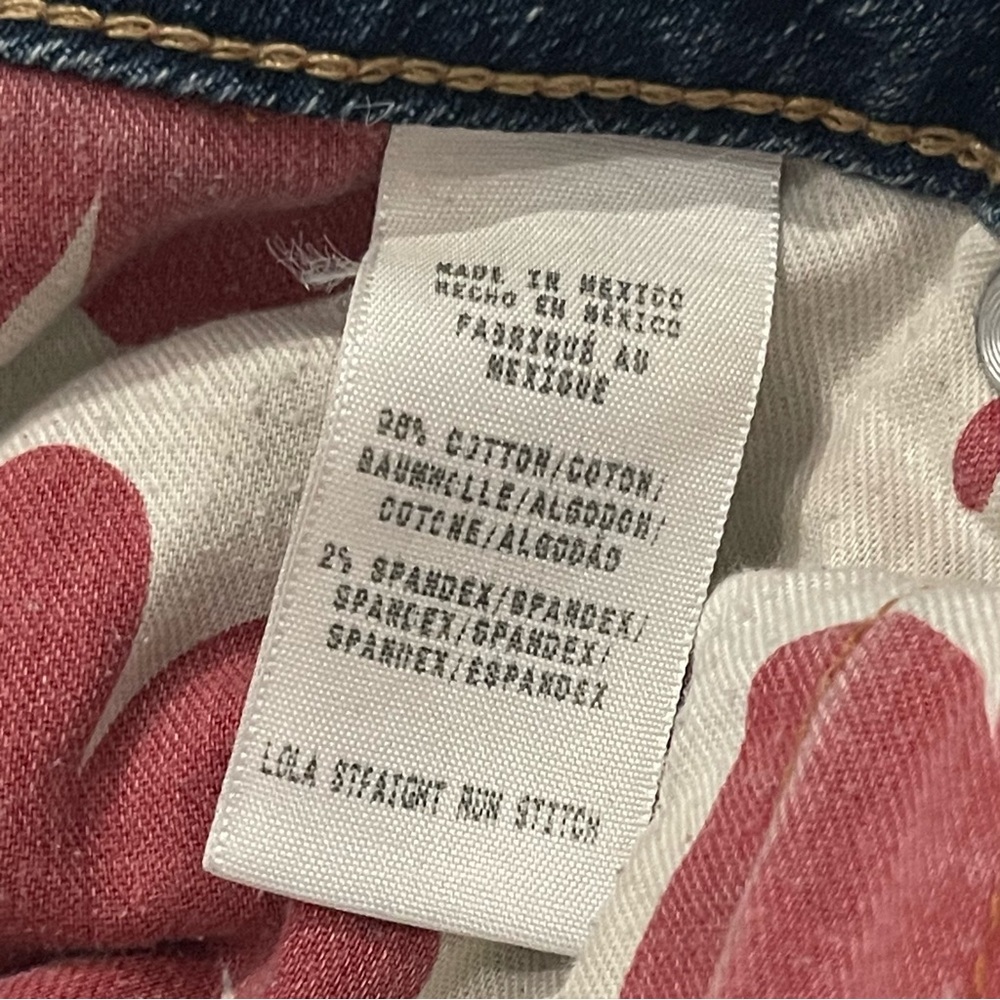 MADE IN MEXICO
HECHO EN MEXICO
FABRIQUÉ AU
MEXIQUE
98% COTTON/COTON/
BAUMWOLLE/ALGODON/
COTONE/ALGODÃO
2% SPANDEX/SPANDEX/
SPANDEX/SPANDEX/
SPANDEX/ESPANDEX
LOLA STRAIGHT RUN STITCH